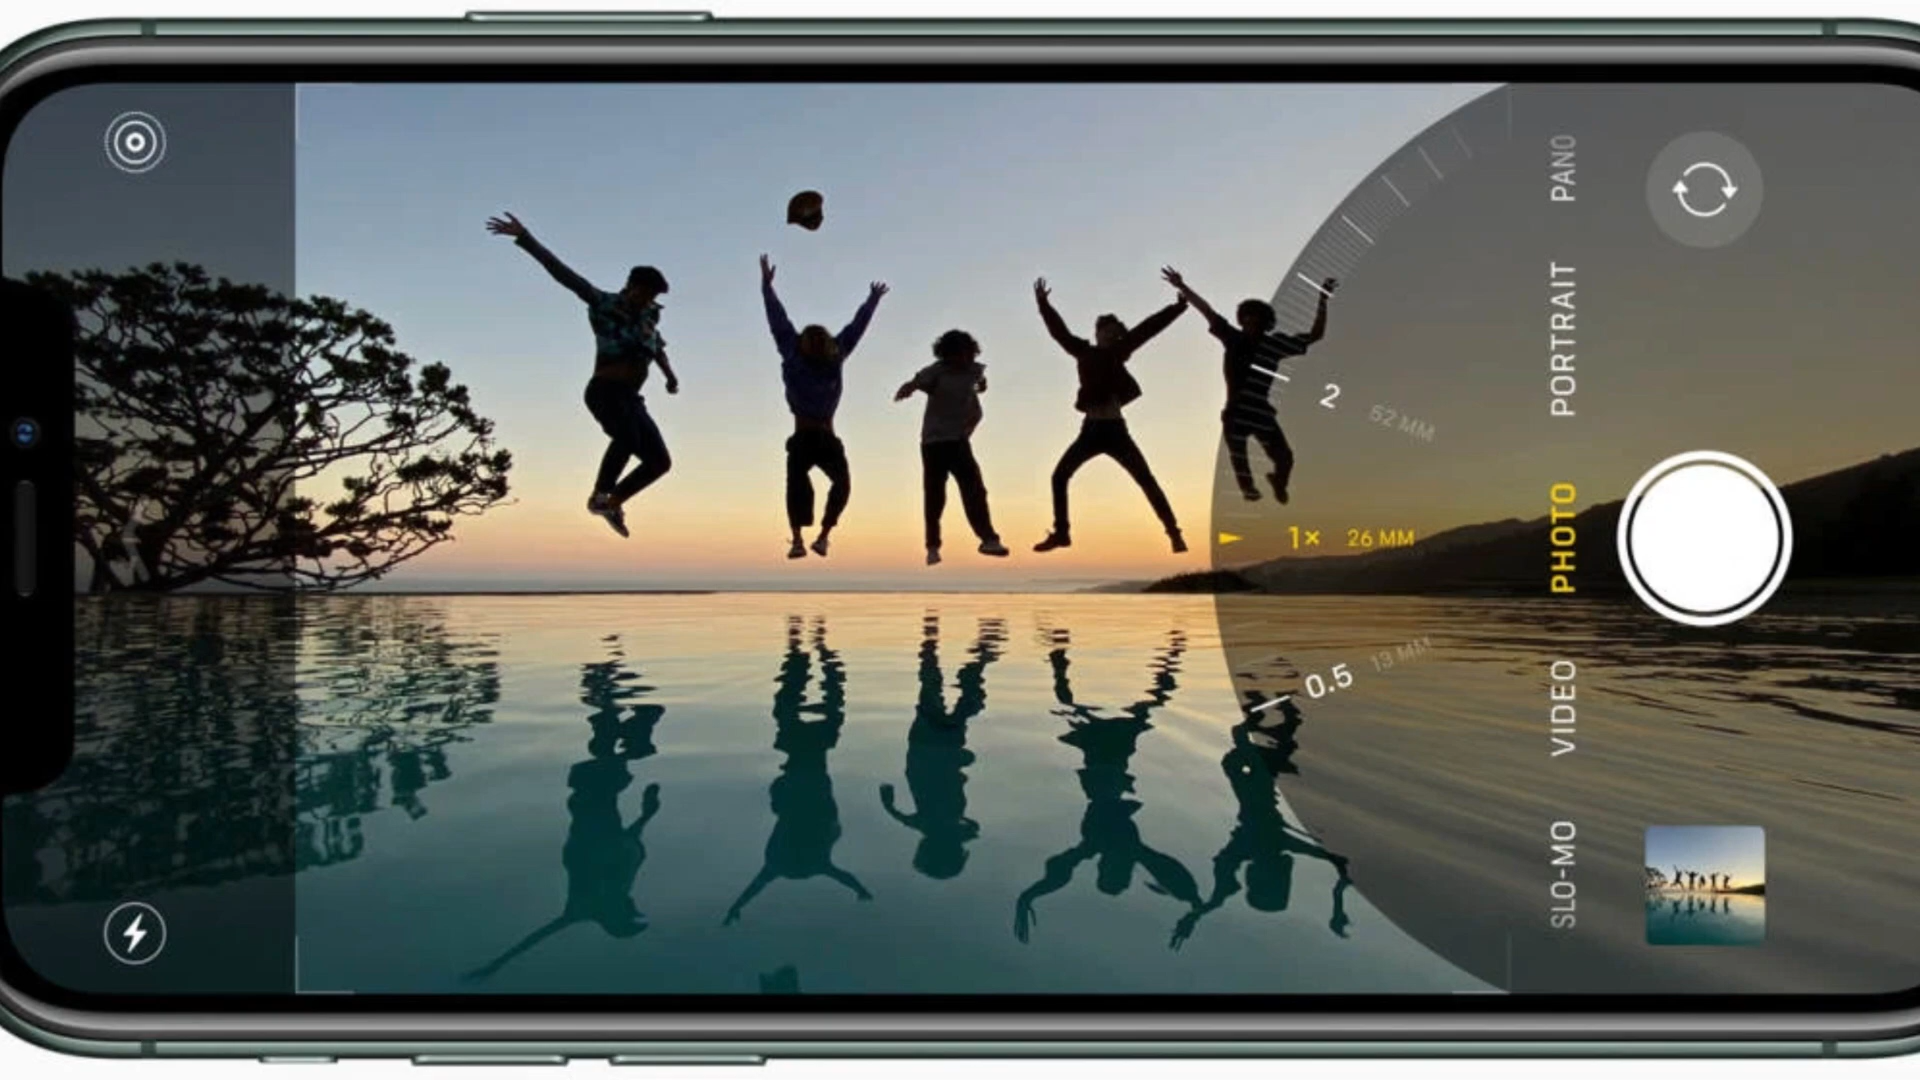 PANO
PORTRAIT
PHOTO
VIDEO
SLO-MO
2 52 MM
1× 26 MM
0.5 13 MM